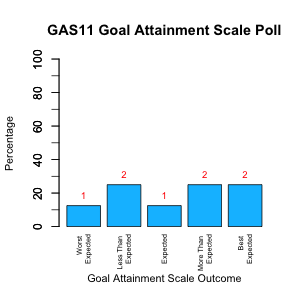 GAS11 Goal Attainment Scale Poll
Percentage
100
80
60
40
20
0
1
2
1
2
2
Worst
Expected
Less Than
Expected
Expected
More Than
Expected
Best
Expected
Goal Attainment Scale Outcome